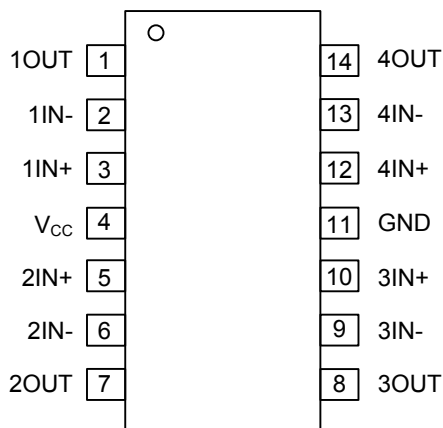 1OUT 1 14 4OUT
1IN- 2 13 4IN-
1IN+ 3 12 4IN+
VCC 4 11 GND
2IN+ 5 10 3IN+
2IN- 6 9 3IN-
2OUT 7 8 3OUT